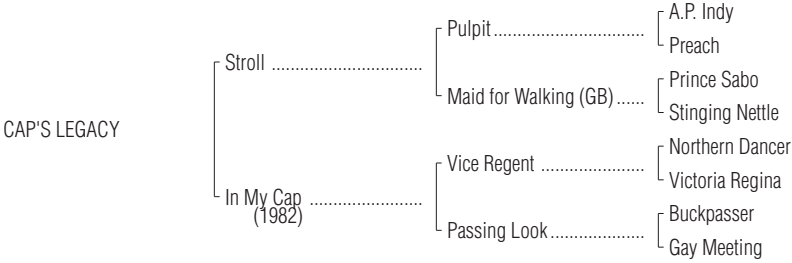 A.P. Indy
Pulpit................................
Preach
Stroll ................................
Prince Sabo
Maid for Walking (GB)......
Stinging Nettle
CAP'S LEGACY
Northern Dancer
Vice Regent ......................
Victoria Regina
In My Cap ........................
(1982)
Buckpasser
Passing Look....................
Gay Meeting